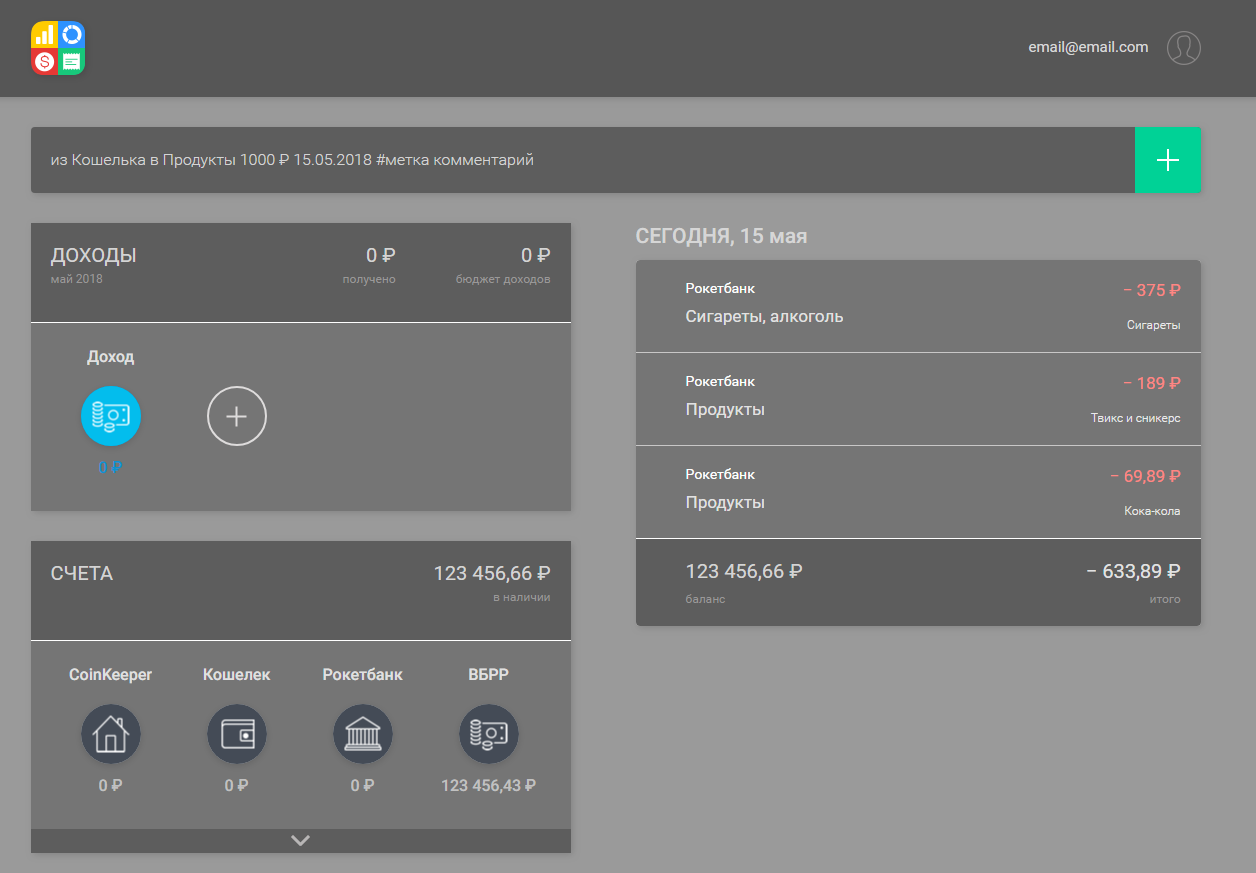 email@email.com
из Кошелька в Продукты 1000 ₽ 15.05.2018 #метка комментарий
ДОХОДЫ 0 ₽ 0 ₽
май 2018 получено бюджет доходов
Доход
0 ₽
СЧЕТА 123 456,66 ₽
в наличии
CoinKeeper Кошелек Рокетбанк ВБРР
0 ₽ 0 ₽ 0 ₽ 123 456,43 ₽
СЕГОДНЯ, 15 мая
Рокетбанк − 375 ₽
Сигареты, алкоголь Сигареты
Рокетбанк − 189 ₽
Продукты Твикс и сникерс
Рокетбанк − 69,89 ₽
Продукты Кока-кола
123 456,66 ₽ − 633,89 ₽
баланс итого